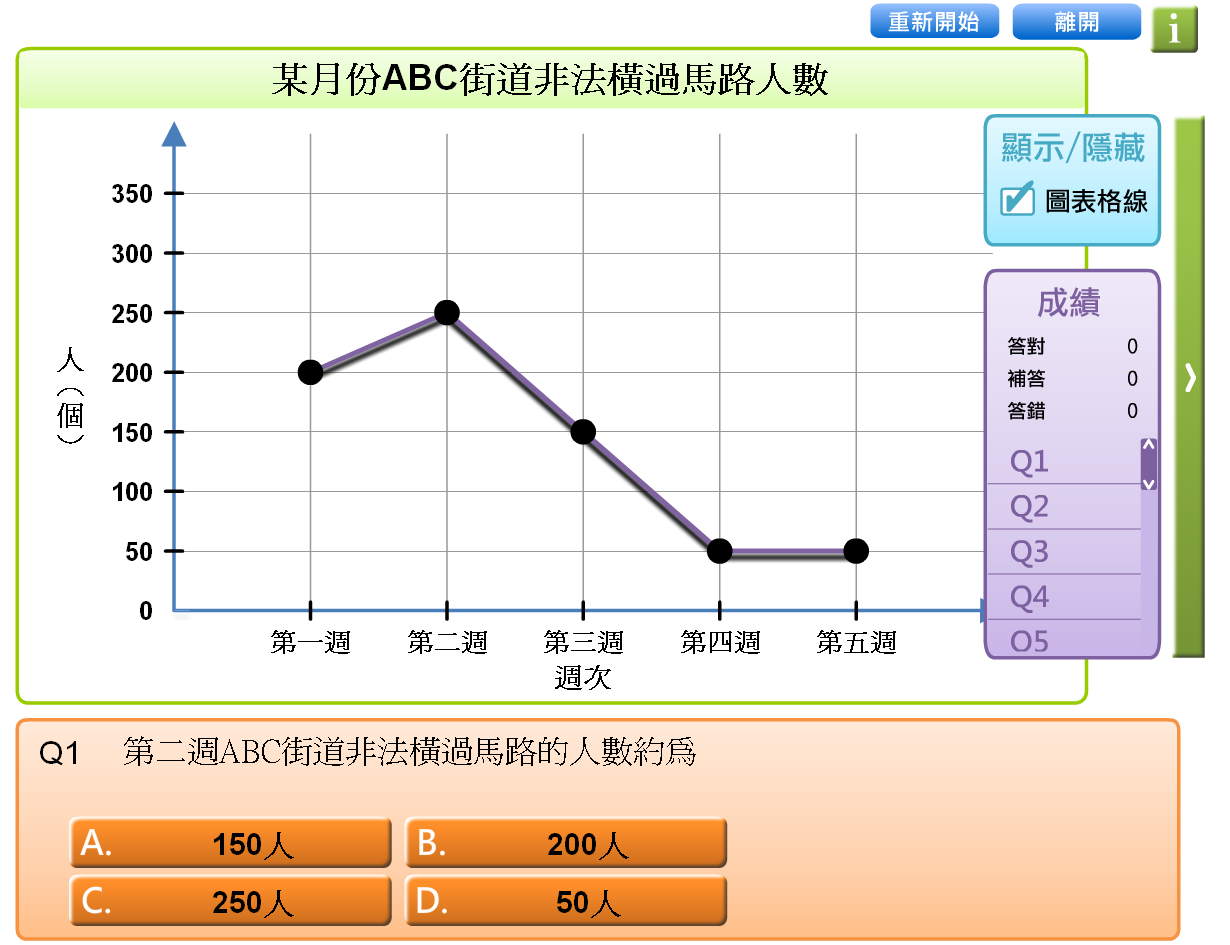 重新開始
離開
i
某月份ABC街道非法橫過馬路人數
顯示/隱藏
圖表格線
350
300
250
200
150
100
50
0
人（個）
第一週
第二週
第三週
第四週
第五週
週次
成績
答對 0
補答 0
答錯 0
Q1
Q2
Q3
Q4
Q5
Q1 第二週ABC街道非法橫過馬路的人數約為
A. 150人
B. 200人
C. 250人
D. 50人